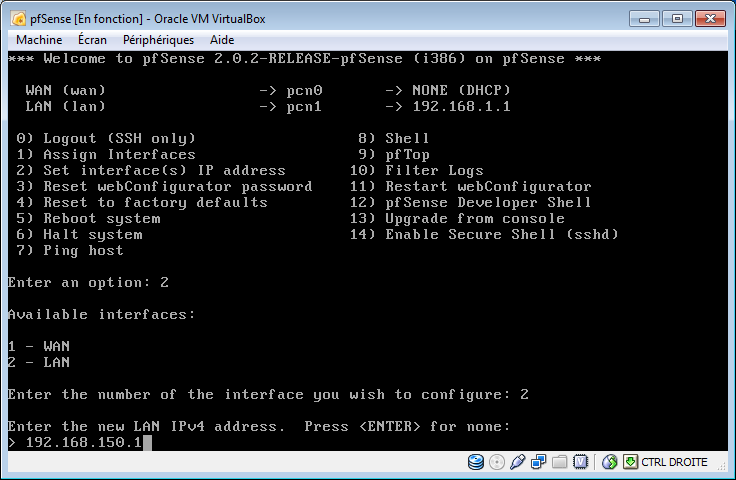 pfSense [En fonction] - Oracle VM VirtualBox
Machine Écran Périphériques Aide
*** Welcome to pfSense 2.0.2-RELEASE-pfSense (i386) on pfSense ***
WAN (wan) -> pcn0 -> NONE (DHCP)
LAN (lan) -> pcn1 -> 192.168.1.1
0) Logout (SSH only) 8) Shell
1) Assign Interfaces 9) pfTop
2) Set interface(s) IP address 10) Filter Logs
3) Reset webConfigurator password 11) Restart webConfigurator
4) Reset to factory defaults 12) pfSense Developer Shell
5) Reboot system 13) Upgrade from console
6) Halt system 14) Enable Secure Shell (sshd)
7) Ping host
Enter an option: 2
Available interfaces:
1 - WAN
2 - LAN
Enter the number of the interface you wish to configure: 2
Enter the new LAN IPv4 address.  Press <ENTER> for none:
> 192.168.150.1
CTRL DROITE